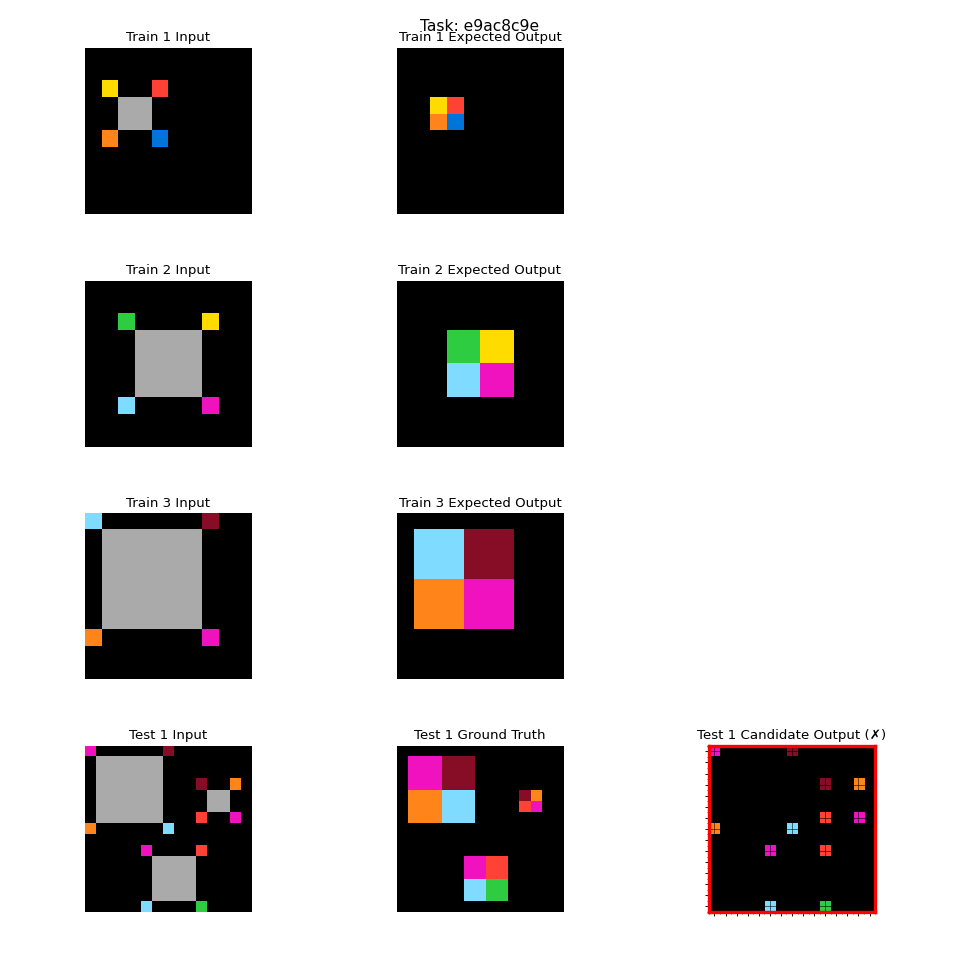 Task: e9ac8c9e
Train 1 Input
Train 1 Expected Output
Train 2 Input
Train 2 Expected Output
Train 3 Input
Train 3 Expected Output
Test 1 Input
Test 1 Ground Truth
Test 1 Candidate Output (✗)